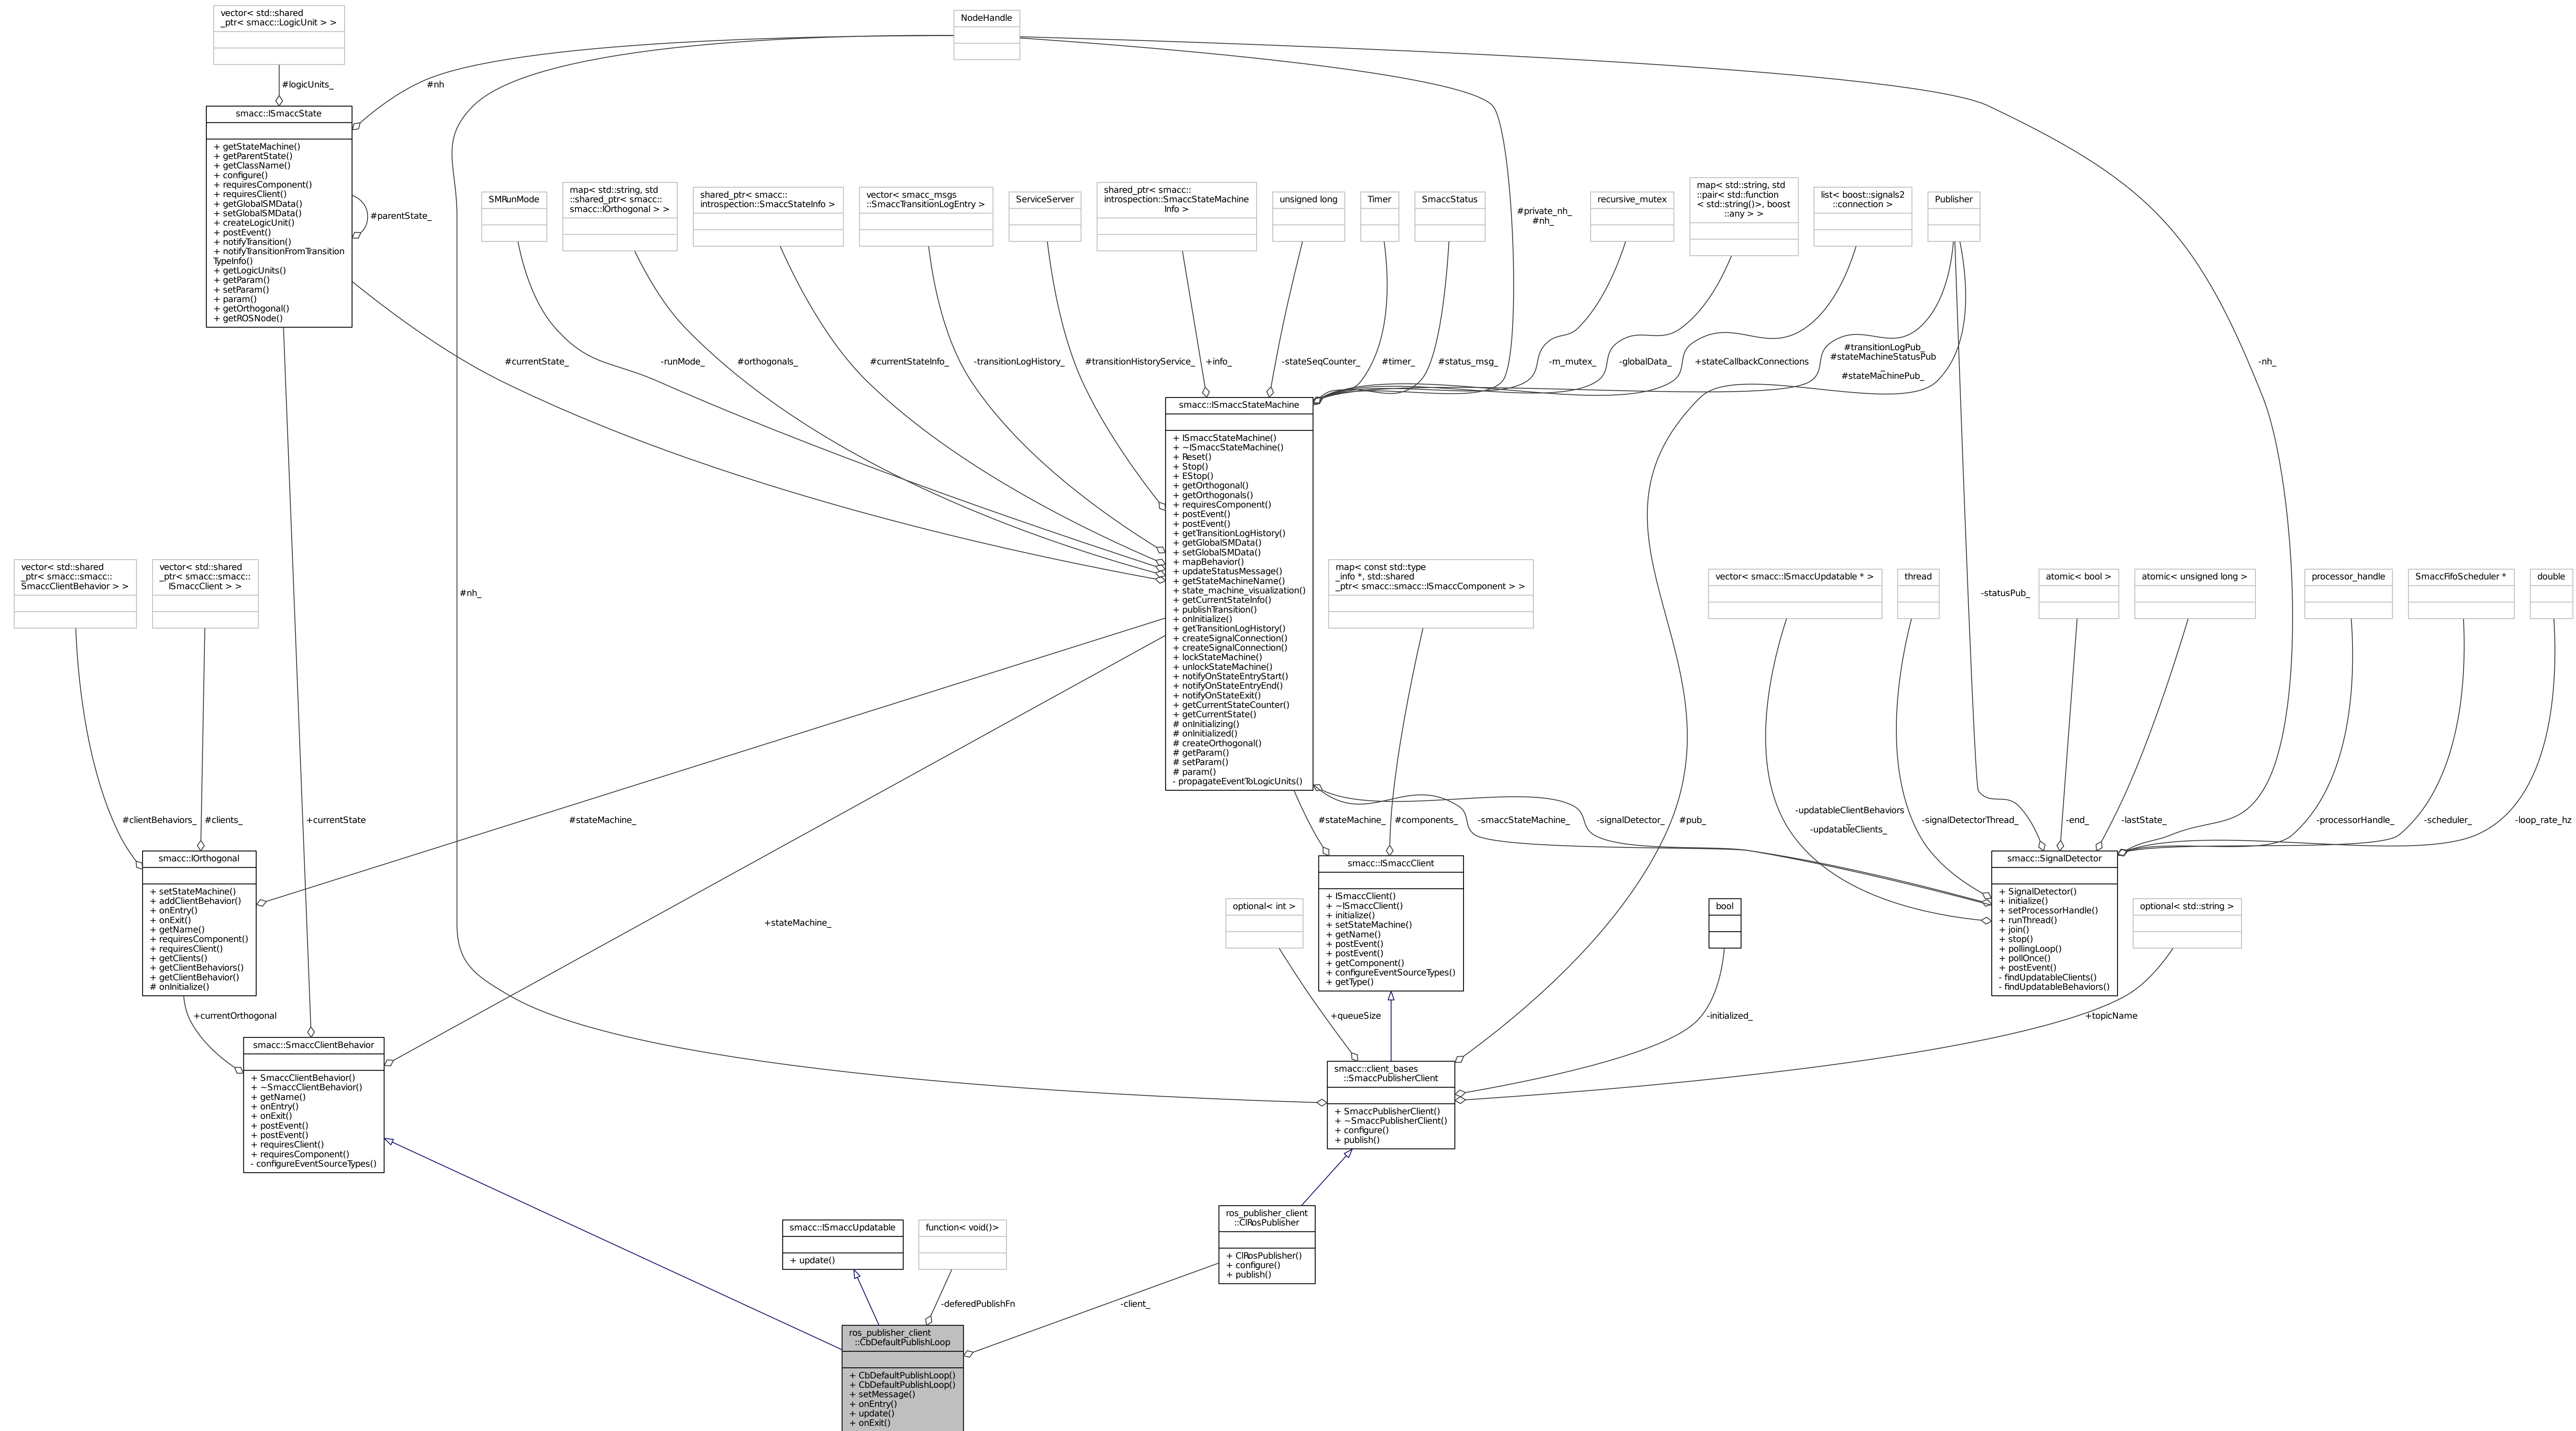 vector< std::shared
_ptr< smacc::LogicUnit > >
NodeHandle
#logicUnits_
#nh
smacc::ISmaccState
+ getStateMachine()
+ getParentState()
+ getClassName()
+ configure()
+ requiresComponent()
+ requiresClient()
+ getGlobalSMData()
+ setGlobalSMData()
+ createLogicUnit()
+ postEvent()
+ notifyTransition()
+ notifyTransitionFromTransition
TypeInfo()
+ getLogicUnits()
+ getParam()
+ setParam()
+ param()
+ getOrthogonal()
+ getROSNode()
#parentState_
SMRunMode
map< std::string, std
::shared_ptr< smacc::
smacc::IOrthogonal > >
shared_ptr< smacc::
introspection::SmaccStateInfo >
vector< smacc_msgs
::SmaccTransitionLogEntry >
ServiceServer
shared_ptr< smacc::
introspection::SmaccStateMachine
Info >
unsigned long
Timer
SmaccStatus
#private_nh_
#nh_
recursive_mutex
map< std::string, std
::pair< std::function
< std::string()>, boost
::any > >
list< boost::signals2
::connection >
Publisher
#currentState_
-runMode_
#orthogonals_
#currentStateInfo_
-transitionLogHistory_
#transitionHistoryService_
+info_
-stateSeqCounter_
#timer_
#status_msg_
-m_mutex_
-globalData_
+stateCallbackConnections
#transitionLogPub_
#stateMachineStatusPub
_
#stateMachinePub_
-nh_
smacc::ISmaccStateMachine
+ ISmaccStateMachine()
+ ~ISmaccStateMachine()
+ Reset()
+ Stop()
+ EStop()
+ getOrthogonal()
+ getOrthogonals()
+ requiresComponent()
+ postEvent()
+ postEvent()
+ getTransitionLogHistory()
+ getGlobalSMData()
+ setGlobalSMData()
+ mapBehavior()
+ updateStatusMessage()
+ getStateMachineName()
+ state_machine_visualization()
+ getCurrentStateInfo()
+ publishTransition()
+ onInitialize()
+ getTransitionLogHistory()
+ createSignalConnection()
+ createSignalConnection()
+ lockStateMachine()
+ unlockStateMachine()
+ notifyOnStateEntryStart()
+ notifyOnStateEntryEnd()
+ notifyOnStateExit()
+ getCurrentStateCounter()
+ getCurrentState()
# onInitializing()
# onInitialized()
# createOrthogonal()
# getParam()
# setParam()
# param()
- propagateEventToLogicUnits()
vector< std::shared
_ptr< smacc::smacc::
SmaccClientBehavior > >
vector< std::shared
_ptr< smacc::smacc::
ISmaccClient > >
#nh_
map< const std::type
_info *, std::shared
_ptr< smacc::smacc::ISmaccComponent > >
vector< smacc::ISmaccUpdatable * >
thread
-statusPub_
atomic< bool >
atomic< unsigned long >
processor_handle
SmaccFifoScheduler *
double
#clientBehaviors_
#clients_
+currentState
#stateMachine_
#stateMachine_
#components_
-smaccStateMachine_
-signalDetector_
#pub_
-updatableClientBehaviors
_
-updatableClients_
-signalDetectorThread_
-end_
-lastState_
-processorHandle_
-scheduler_
-loop_rate_hz
smacc::IOrthogonal
+ setStateMachine()
+ addClientBehavior()
+ onEntry()
+ onExit()
+ getName()
+ requiresComponent()
+ requiresClient()
+ getClients()
+ getClientBehaviors()
+ getClientBehavior()
# onInitialize()
smacc::ISmaccClient
+ ISmaccClient()
+ ~ISmaccClient()
+ initialize()
+ setStateMachine()
+ getName()
+ postEvent()
+ postEvent()
+ getComponent()
+ configureEventSourceTypes()
+ getType()
smacc::SignalDetector
+ SignalDetector()
+ initialize()
+ setProcessorHandle()
+ runThread()
+ join()
+ stop()
+ pollingLoop()
+ pollOnce()
+ postEvent()
- findUpdatableClients()
- findUpdatableBehaviors()
optional< int >
bool
optional< std::string >
+stateMachine_
+currentOrthogonal
+queueSize
-initialized_
+topicName
smacc::SmaccClientBehavior
+ SmaccClientBehavior()
+ ~SmaccClientBehavior()
+ getName()
+ onEntry()
+ onExit()
+ postEvent()
+ postEvent()
+ requiresClient()
+ requiresComponent()
- configureEventSourceTypes()
smacc::client_bases
::SmaccPublisherClient
+ SmaccPublisherClient()
+ ~SmaccPublisherClient()
+ configure()
+ publish()
smacc::ISmaccUpdatable
+ update()
function< void()>
ros_publisher_client
::ClRosPublisher
+ ClRosPublisher()
+ configure()
+ publish()
-deferedPublishFn
-client_
ros_publisher_client
::CbDefaultPublishLoop
+ CbDefaultPublishLoop()
+ CbDefaultPublishLoop()
+ setMessage()
+ onEntry()
+ update()
+ onExit()